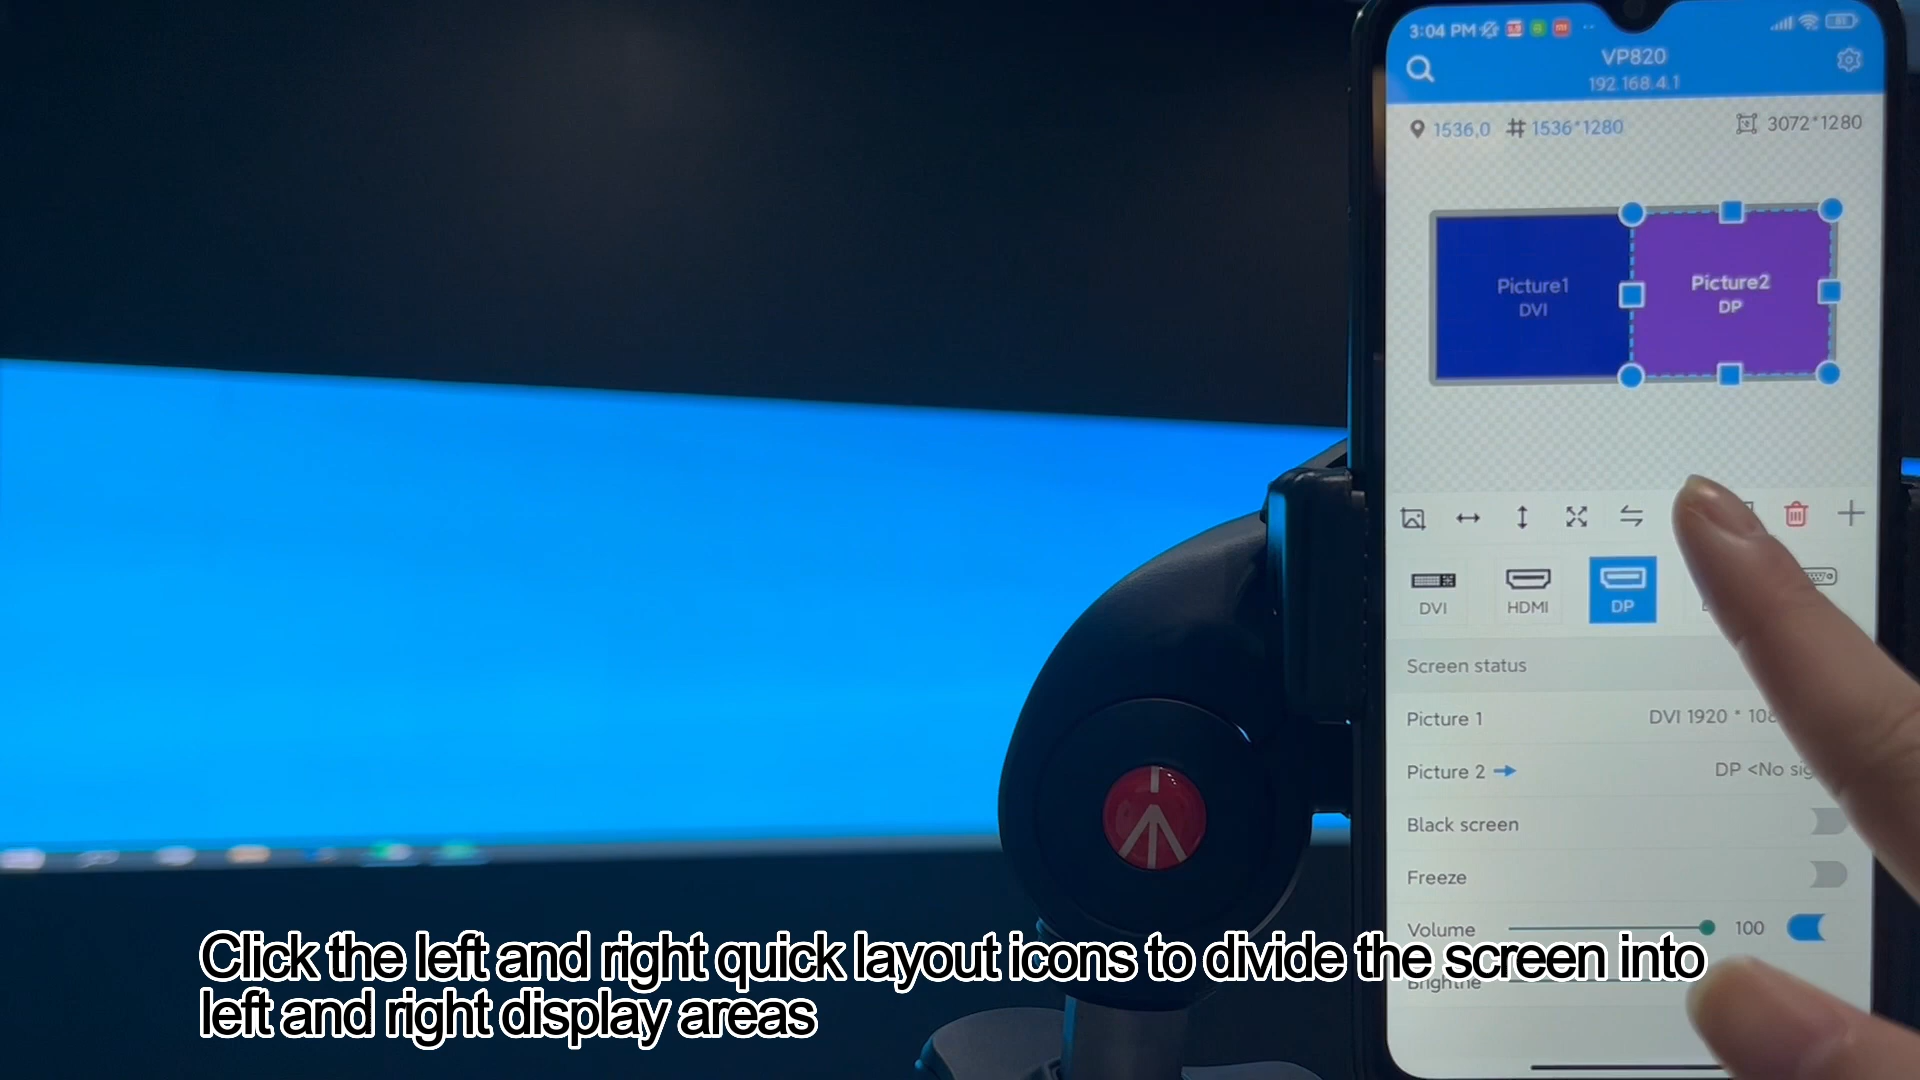 3:04 PM
VP820
192.168.4.1
1536,0 1536*1280 3072*1280
Picture1
DVI
Picture2
DP
DVI HDMI DP
Screen status
Picture 1 DVI 1920 * 108
Picture 2 DP <No sig
Black screen
Freeze
Volume 100
Brightne
Click the left and right quick layout icons to divide the screen into
left and right display areas